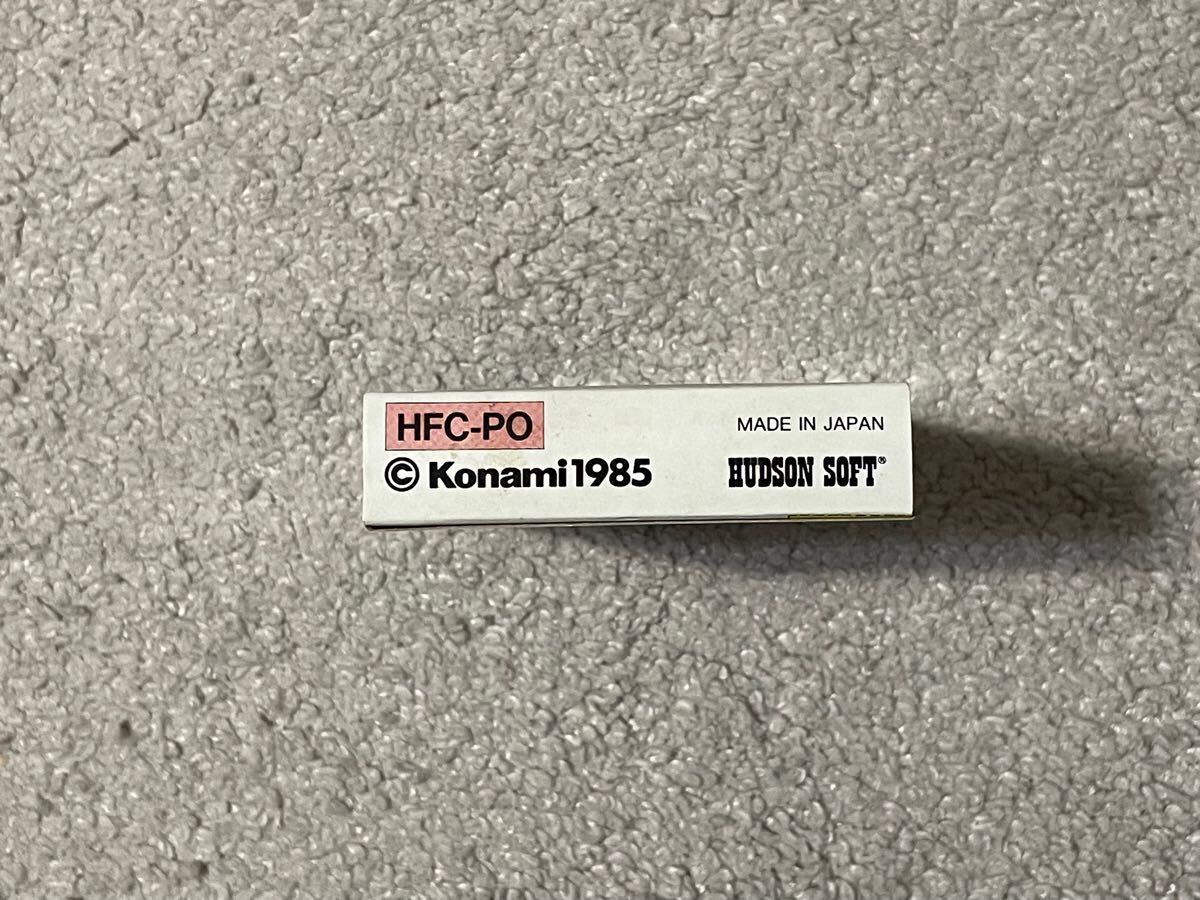 HFC-PO
MADE IN JAPAN
© Konami 1985
HUDSON SOFT®